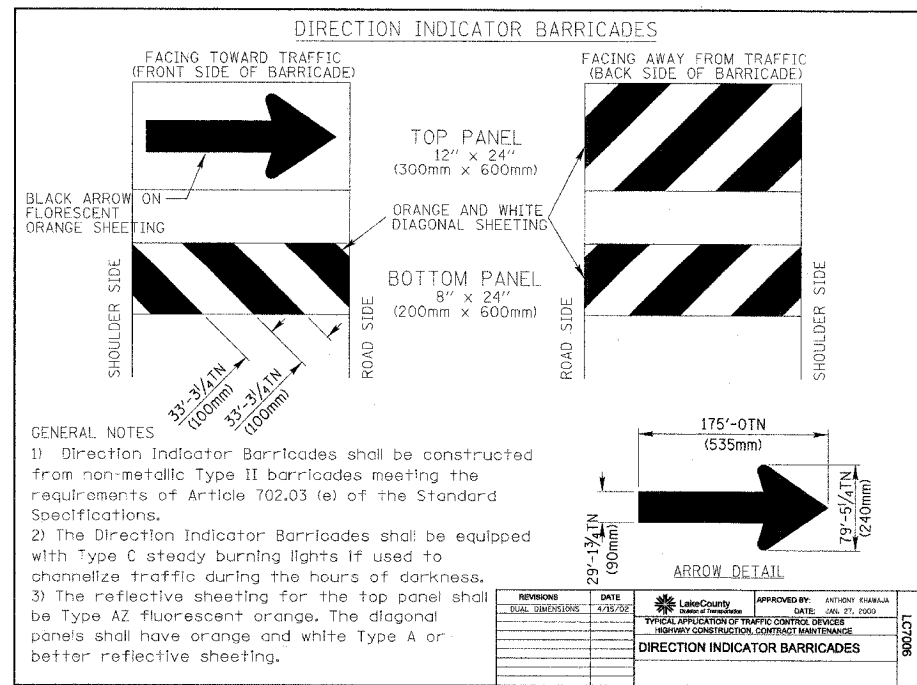 DIRECTION INDICATOR BARRICADES
FACING TOWARD TRAFFIC
(FRONT SIDE OF BARRICADE)
FACING AWAY FROM TRAFFIC
(BACK SIDE OF BARRICADE)
TOP PANEL
12" x 24"
(300mm x 600mm)
BLACK ARROW ON
FLORESCENT
ORANGE SHEETING
ORANGE AND WHITE
DIAGONAL SHEETING
BOTTOM PANEL
8" x 24"
(200mm x 600mm)
SHOULDER SIDE
ROAD SIDE
ROAD SIDE
SHOULDER SIDE
33'-3 1/4TN
(100mm)
33'-3 1/4TN
(100mm)
GENERAL NOTES
1) Direction Indicator Barricades shall be constructed
from non-metallic Type II barricades meeting the
requirements of Article 702.03 (e) of the Standard
Specifications.
2) The Direction Indicator Barricades shall be equipped
with Type C steady burning lights if used to
channelize traffic during the hours of darkness.
3) The reflective sheeting for the top panel shall
be Type AZ fluorescent orange. The diagonal
panels shall have orange and white Type A or
better reflective sheeting.
175'-0TN
(535mm)
29'-1 3/4TN
(90mm)
79'-5 1/4TN
(240mm)
ARROW DETAIL
REVISIONS DATE
DUAL DIMENSIONS 4/15/02
LakeCounty
Division of Transportation
APPROVED BY: ANTHONY KHAWAJA
DATE: JAN. 27, 2000
TYPICAL APPLICATION OF TRAFFIC CONTROL DEVICES
HIGHWAY CONSTRUCTION, CONTRACT MAINTENANCE
DIRECTION INDICATOR BARRICADES
LC7006